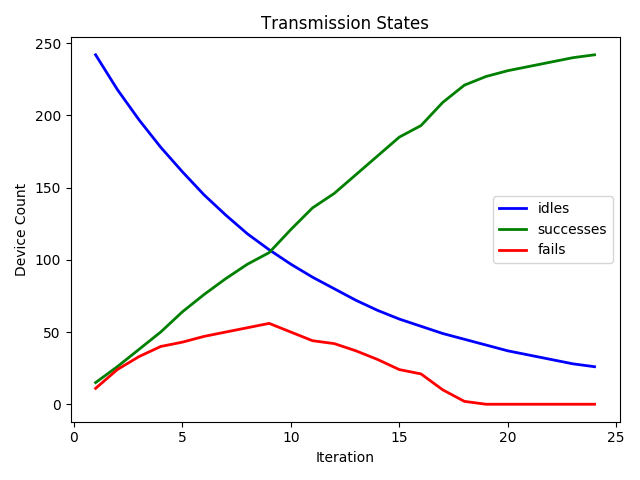 Transmission States
Device Count
250
200
150
100
50
0
idles
successes
fails
0 5 10 15 20 25
Iteration